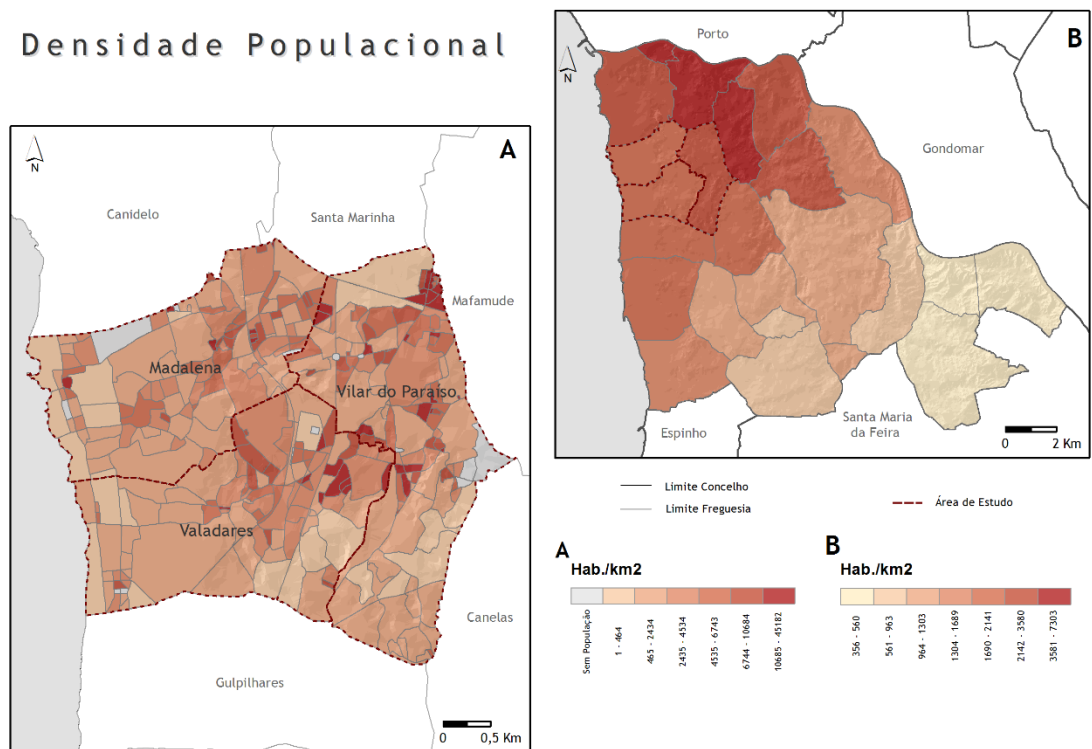 Densidade Populacional
A
N
Canidelo
Santa Marinha
Mafamude
Madalena
Vilar do Paraíso
Valadares
Canelas
Gulpilhares
0,5 Km
0
B
N
Porto
Gondomar
Espinho
Santa Maria
da Feira
0
2 Km
Limite Concelho
Limite Freguesia
Área de Estudo
A
Hab./km2
Sem População
1 - 464
465 - 2434
2435 - 4534
4535 - 6743
6744 - 10684
10685 - 45182
B
Hab./km2
356 - 560
561 - 963
964 - 1303
1304 - 1689
1690 - 2141
2142 - 3580
3581 - 7303